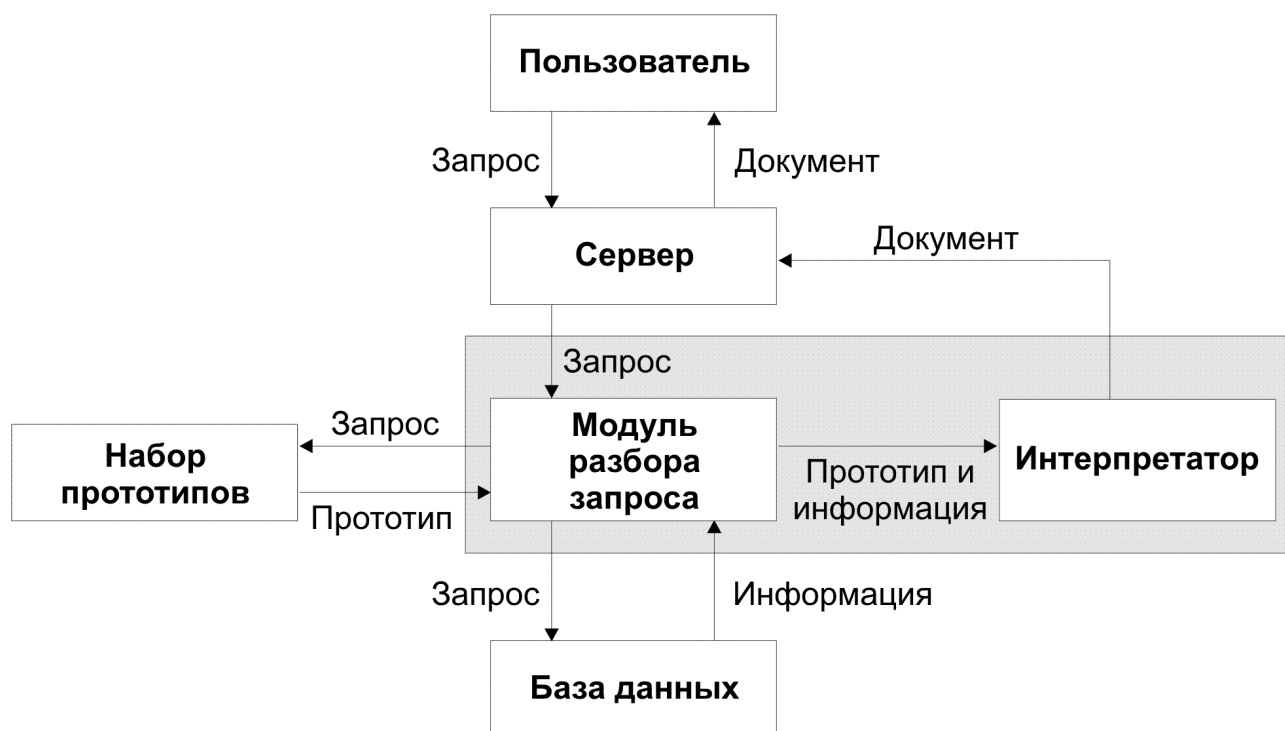 Пользователь
Запрос
Документ
Сервер
Документ
Запрос
Запрос
Набор
прототипов
Прототип
Модуль
разбора
запроса
Прототип и
информация
Интерпретатор
Запрос
Информация
База данных